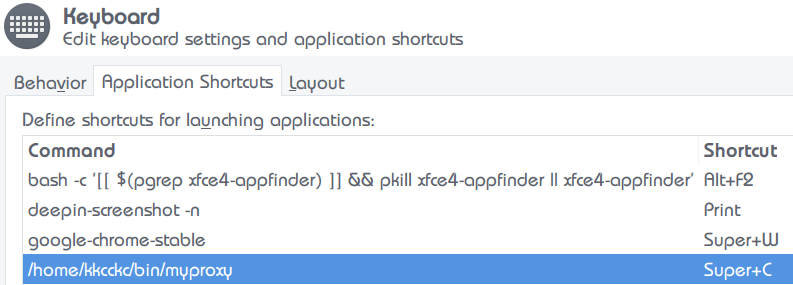 Keyboard
Edit keyboard settings and application shortcuts
Behavior Application Shortcuts Layout
Define shortcuts for launching applications:
Command Shortcut
bash -c '[[ $(pgrep xfce4-appfinder) ]] && pkill xfce4-appfinder || xfce4-appfinder' Alt+F2
deepin-screenshot -n Print
google-chrome-stable Super+W
/home/kkcckc/bin/myproxy Super+C